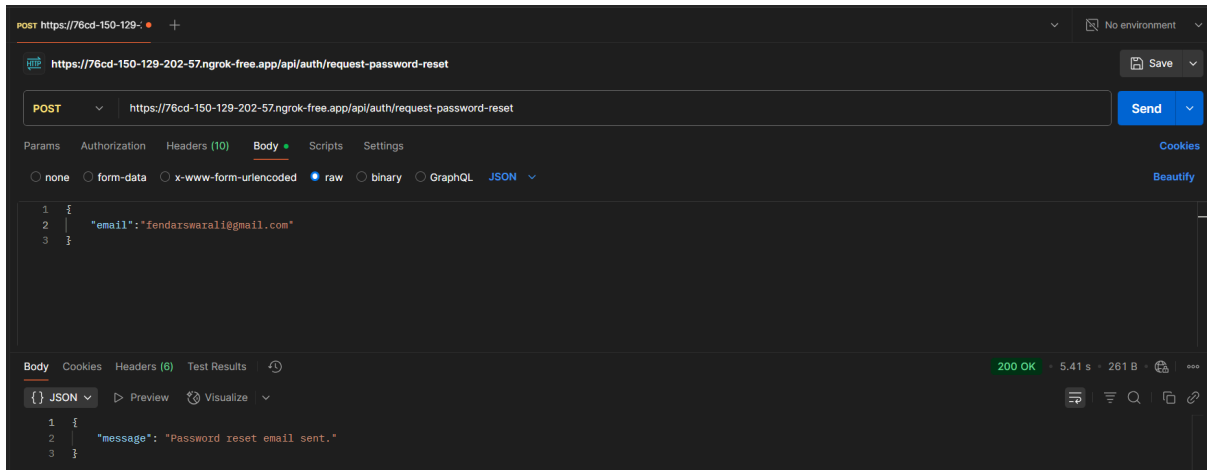 POST https://76cd-150-129-:
No environment
HTTP https://76cd-150-129-202-57.ngrok-free.app/api/auth/request-password-reset
Save
POST https://76cd-150-129-202-57.ngrok-free.app/api/auth/request-password-reset
Send
Params Authorization Headers (10) Body Scripts Settings Cookies
none form-data x-www-form-urlencoded raw binary GraphQL JSON Beautify
1 {
2 "email":"fendarswarali@gmail.com"
3 }
Body Cookies Headers (6) Test Results 200 OK 5.41 s 261 B
{} JSON Preview Visualize
1 {
2 "message": "Password reset email sent."
3 }